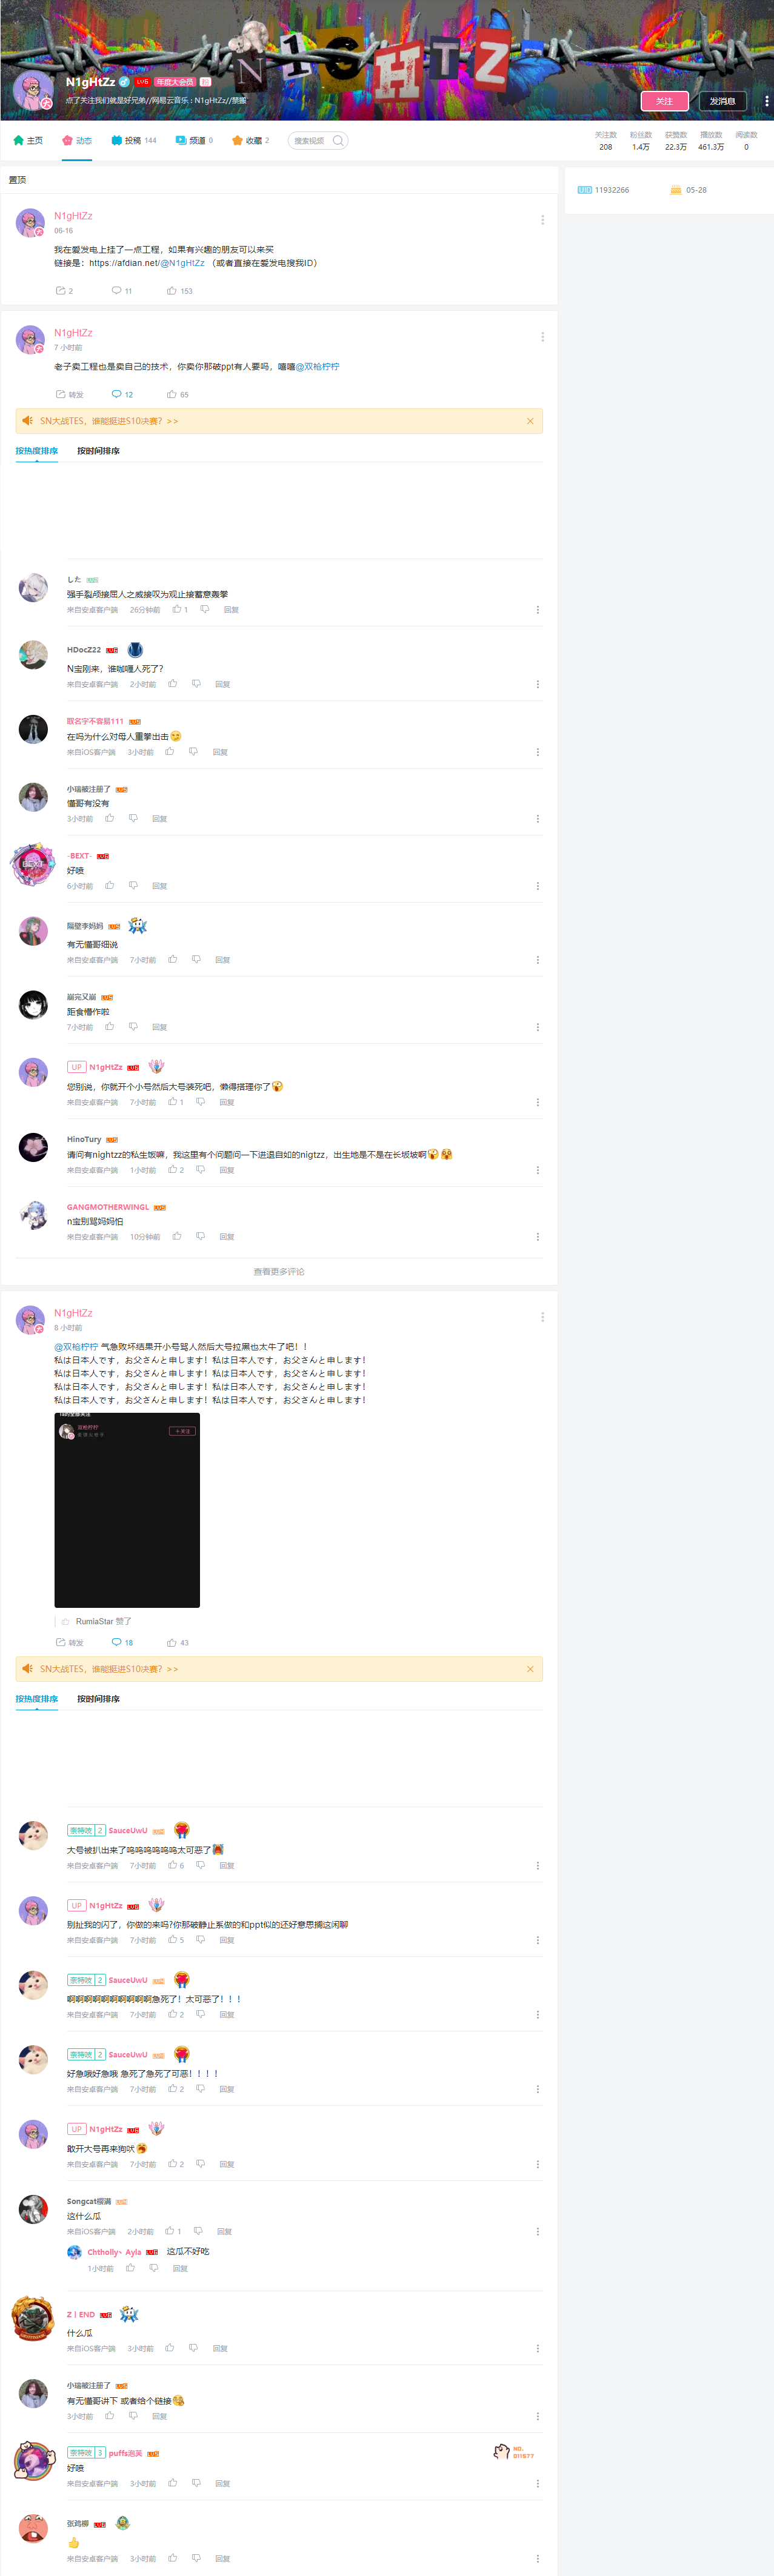 N1GHTZ
N1gHtZz LV6 年度大会员
点了关注我们就是好兄弟//网易云音乐：N1gHtZz//禁搬
关注
发消息
主页
动态
投稿 144
频道 0
收藏 2
搜索视频
关注数 粉丝数 获赞数 播放数 阅读数
208 1.4万 22.3万 461.3万 0
置顶
UID 11932266
05-28
N1gHtZz
06-16
我在爱发电上挂了一点工程，如果有兴趣的朋友可以来买
链接是：https://afdian.net/@N1gHtZz （或者直接在爱发电搜我ID）
2 11 153
N1gHtZz
7 小时前
老子卖工程也是卖自己的技术，你卖你那破ppt有人要吗，嘻嘻@双枪柠柠
转发 12 65
SN大战TES，谁能挺进S10决赛？>>
按热度排序 按时间排序
した
强手裂颅接屈人之威接叹为观止接蓄意轰拳
来自安卓客户端 26分钟前 1 回复
HDocZ22 LV6
N宝刚来，谁咖喱人死了？
来自安卓客户端 2小时前 回复
取名字不容易111 LV5
在吗为什么对母人重拳出击
来自iOS客户端 3小时前 回复
小瑞被注册了 LV5
懂哥有没有
3小时前 回复
-BEXT- LV6
好喷
6小时前 回复
隔壁李妈妈 LV5
有无懂哥细说
来自安卓客户端 7小时前 回复
崩完又崩 LV5
距食懵作啦
7小时前 回复
UP N1gHtZz LV6
您别说，你就开个小号然后大号装死吧，懒得搭理你了
来自安卓客户端 7小时前 1 回复
HinoTury LV5
请问有nightzz的私生饭嘛，我这里有个问题问一下进退自如的nigtzz，出生地是不是在长坂坡啊
来自安卓客户端 1小时前 2 回复
GANGMOTHERWINGL LV5
n宝别骂妈妈怕
来自安卓客户端 10分钟前 回复
查看更多评论
N1gHtZz
8 小时前
@双枪柠柠 气急败坏结果开小号骂人然后大号拉黑也太牛了吧！！
私は日本人です，お父さんと申します！私は日本人です，お父さんと申します！
私は日本人です，お父さんと申します！私は日本人です，お父さんと申します！
私は日本人です，お父さんと申します！私は日本人です，お父さんと申します！
私は日本人です，お父さんと申します！私は日本人です，お父さんと申します！
Ta的全部关注
双枪柠柠
+关注
RumiaStar 赞了
转发 18 43
SN大战TES，谁能挺进S10决赛？>>
按热度排序 按时间排序
奈特吱 2 SauceUwU
大号被扒出来了呜呜呜呜呜呜太可恶了
来自安卓客户端 7小时前 6 回复
UP N1gHtZz LV6
别扯我的闪了，你做的来吗?你那破静止系做的和ppt似的还好意思搁这闲聊
来自安卓客户端 7小时前 5 回复
奈特吱 2 SauceUwU
啊啊啊啊啊啊啊啊啊啊急死了！太可恶了！！！
来自安卓客户端 7小时前 2 回复
奈特吱 2 SauceUwU
好急哦好急哦 急死了急死了可恶！！！！
来自安卓客户端 7小时前 2 回复
UP N1gHtZz LV6
敢开大号再来狗吠
来自安卓客户端 7小时前 2 回复
Songcat很满
这什么瓜
来自iOS客户端 2小时前 1 回复
Chtholly丶Ayla LV6 这瓜不好吃
1小时前 回复
Z丨END LV6
什么瓜
来自iOS客户端 3小时前 回复
小瑞被注册了 LV5
有无懂哥讲下 或者给个链接
3小时前 回复
奈特吱 3 puffs泡芙 LV5
NO.
011577
好喷
来自安卓客户端 3小时前 回复
张鸡柳 LV6
来自安卓客户端 3小时前 回复